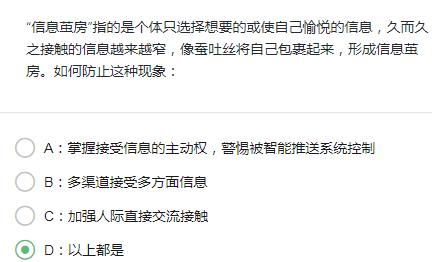 “信息茧房”指的是个体只选择想要的或使自己愉悦的信息，久而久
之接触的信息越来越窄，像蚕吐丝将自己包裹起来，形成信息茧
房。如何防止这种现象：
A：掌握接受信息的主动权，警惕被智能推送系统控制
B：多渠道接受多方面信息
C：加强人际直接交流接触
D：以上都是